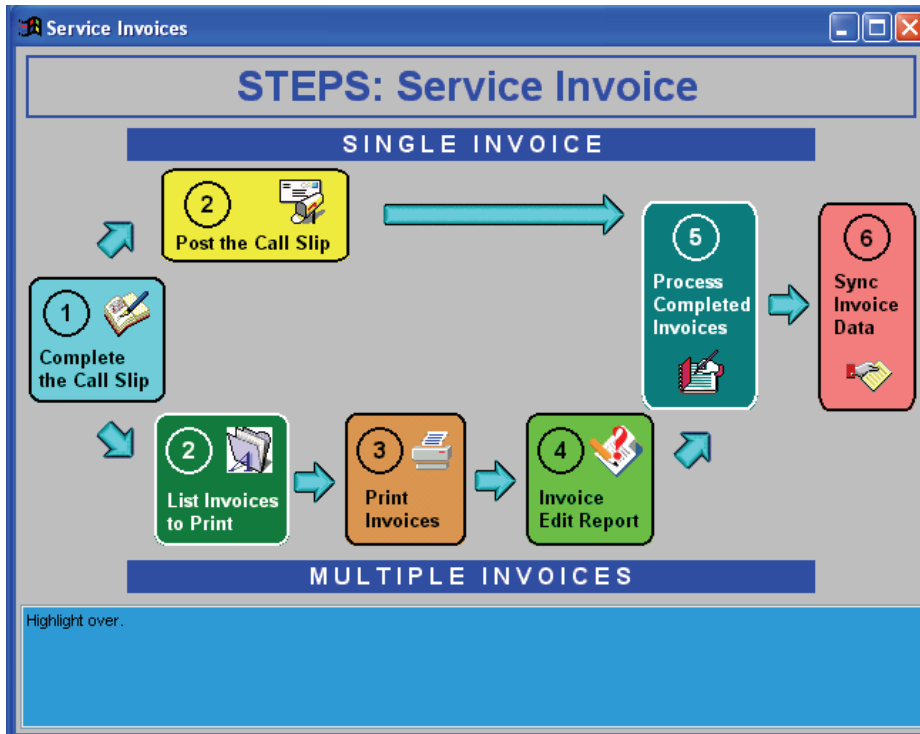 Service Invoices
STEPS: Service Invoice
SINGLE INVOICE
2
Post the Call Slip
1
Complete
the Call Slip
2
List Invoices
to Print
3
Print
Invoices
4
Invoice
Edit Report
5
Process
Completed
Invoices
6
Sync
Invoice
Data
MULTIPLE INVOICES
Highlight over.